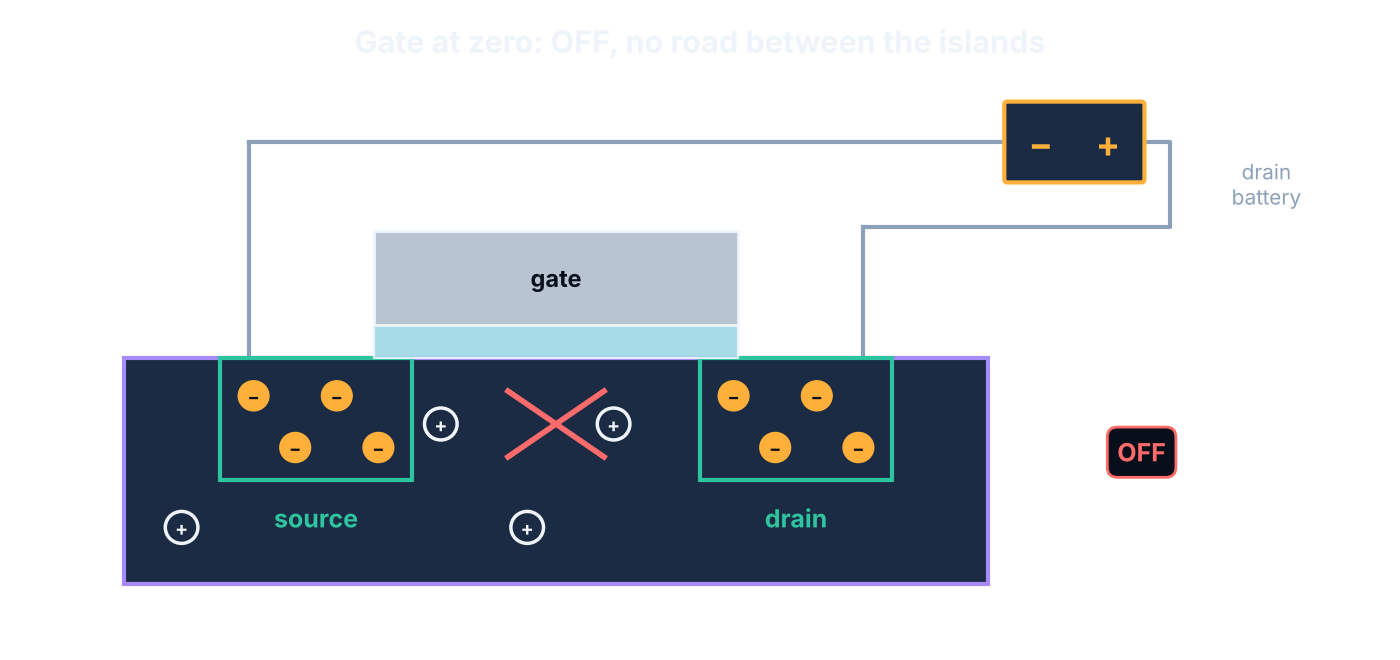 Gate at zero: OFF, no road between the islands
− +
drain
battery
gate
− − − −
+ +
− − − −
OFF
source
drain
+ +